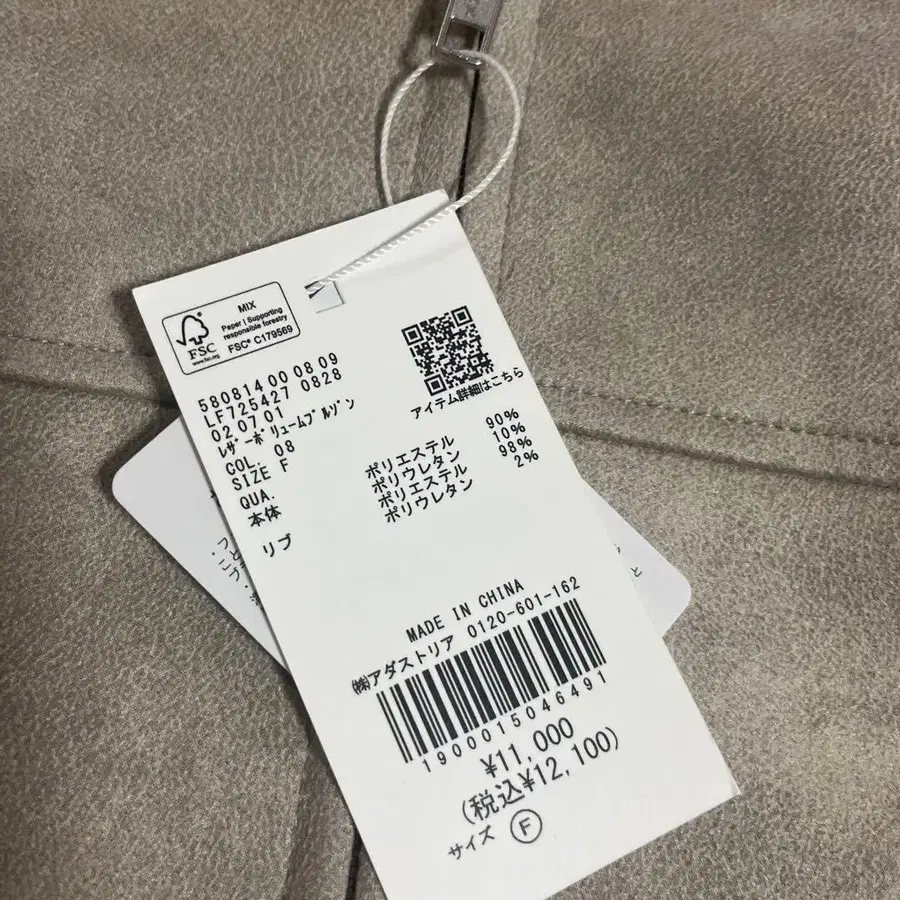 MIX
Paper | Supporting
responsible forestry
FSC® C179569
FSC
www.fsc.org
580814 00 08 09
LF725427 0828
02.07.01
ﾚｻﾞｰﾎﾞﾘｭｰﾑﾌﾞﾙｿﾞﾝ
COL. 08
SIZE F
アイテム詳細はこちら
QUA.
本体 ポリエステル 90%
ポリウレタン 10%
リブ ポリエステル 98%
ポリウレタン 2%
MADE IN CHINA
㈱アダストリア 0120-601-162
1900015046491
¥11,000
(税込¥12,100)
サイズ F